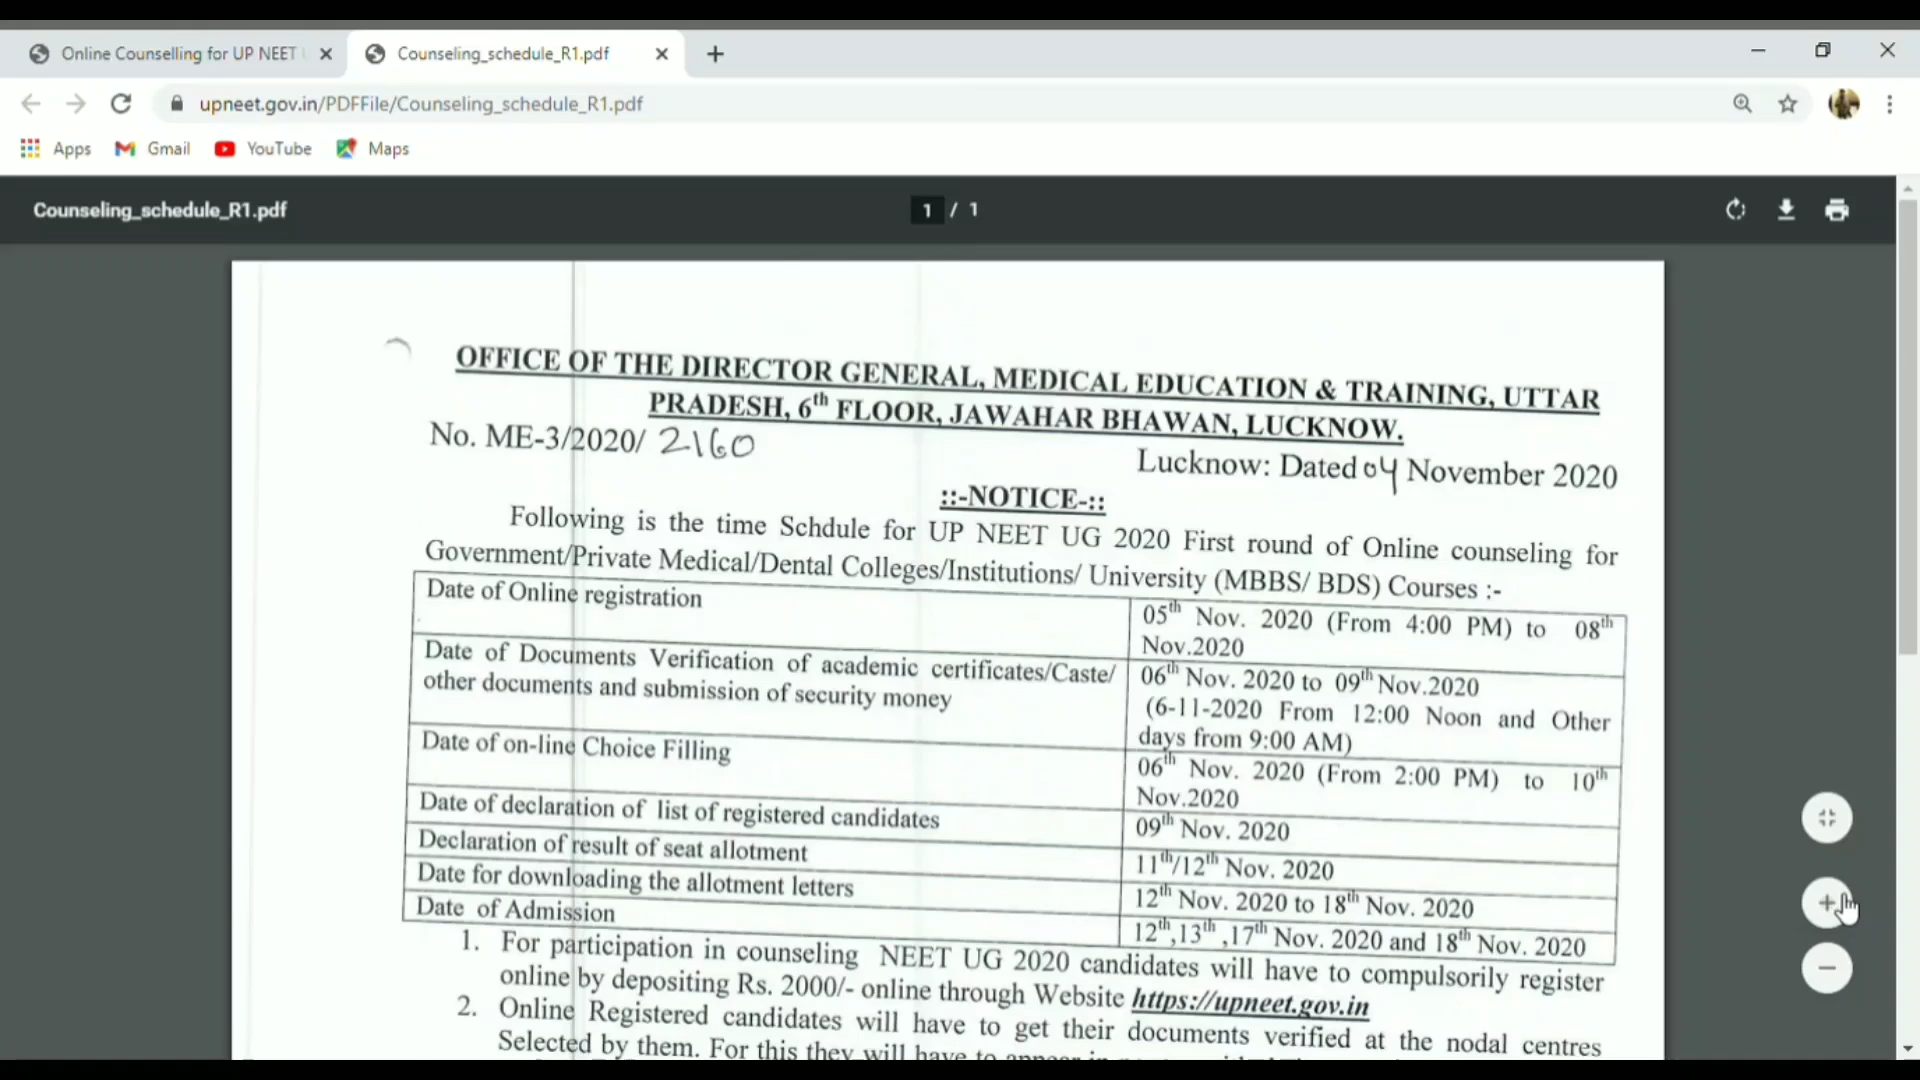 Online Counselling for UP NEET
Counseling_schedule_R1.pdf
upneet.gov.in/PDFFile/Counseling_schedule_R1.pdf
Apps Gmail YouTube Maps
Counseling_schedule_R1.pdf 1 / 1
OFFICE OF THE DIRECTOR GENERAL, MEDICAL EDUCATION & TRAINING, UTTAR
PRADESH, 6th FLOOR, JAWAHAR BHAWAN, LUCKNOW.
No. ME-3/2020/ 2160
Lucknow: Dated 04 November 2020
::-NOTICE-::
Following is the time Schdule for UP NEET UG 2020 First round of Online counseling for
Government/Private Medical/Dental Colleges/Institutions/ University (MBBS/ BDS) Courses :-
Date of Online registration
05th Nov. 2020 (From 4:00 PM) to 08th
Nov.2020
Date of Documents Verification of academic certificates/Caste/
other documents and submission of security money
06th Nov. 2020 to 09th Nov.2020
(6-11-2020 From 12:00 Noon and Other
days from 9:00 AM)
Date of on-line Choice Filling
06th Nov. 2020 (From 2:00 PM) to 10th
Nov.2020
Date of declaration of list of registered candidates
09th Nov. 2020
Declaration of result of seat allotment
11th/12th Nov. 2020
Date for downloading the allotment letters
12th Nov. 2020 to 18th Nov. 2020
Date of Admission
12th,13th ,17th Nov. 2020 and 18th Nov. 2020
1. For participation in counseling NEET UG 2020 candidates will have to compulsorily register
online by depositing Rs. 2000/- online through Website https://upneet.gov.in
2. Online Registered candidates will have to get their documents verified at the nodal centres
Selected by them. For this they will have to appear in